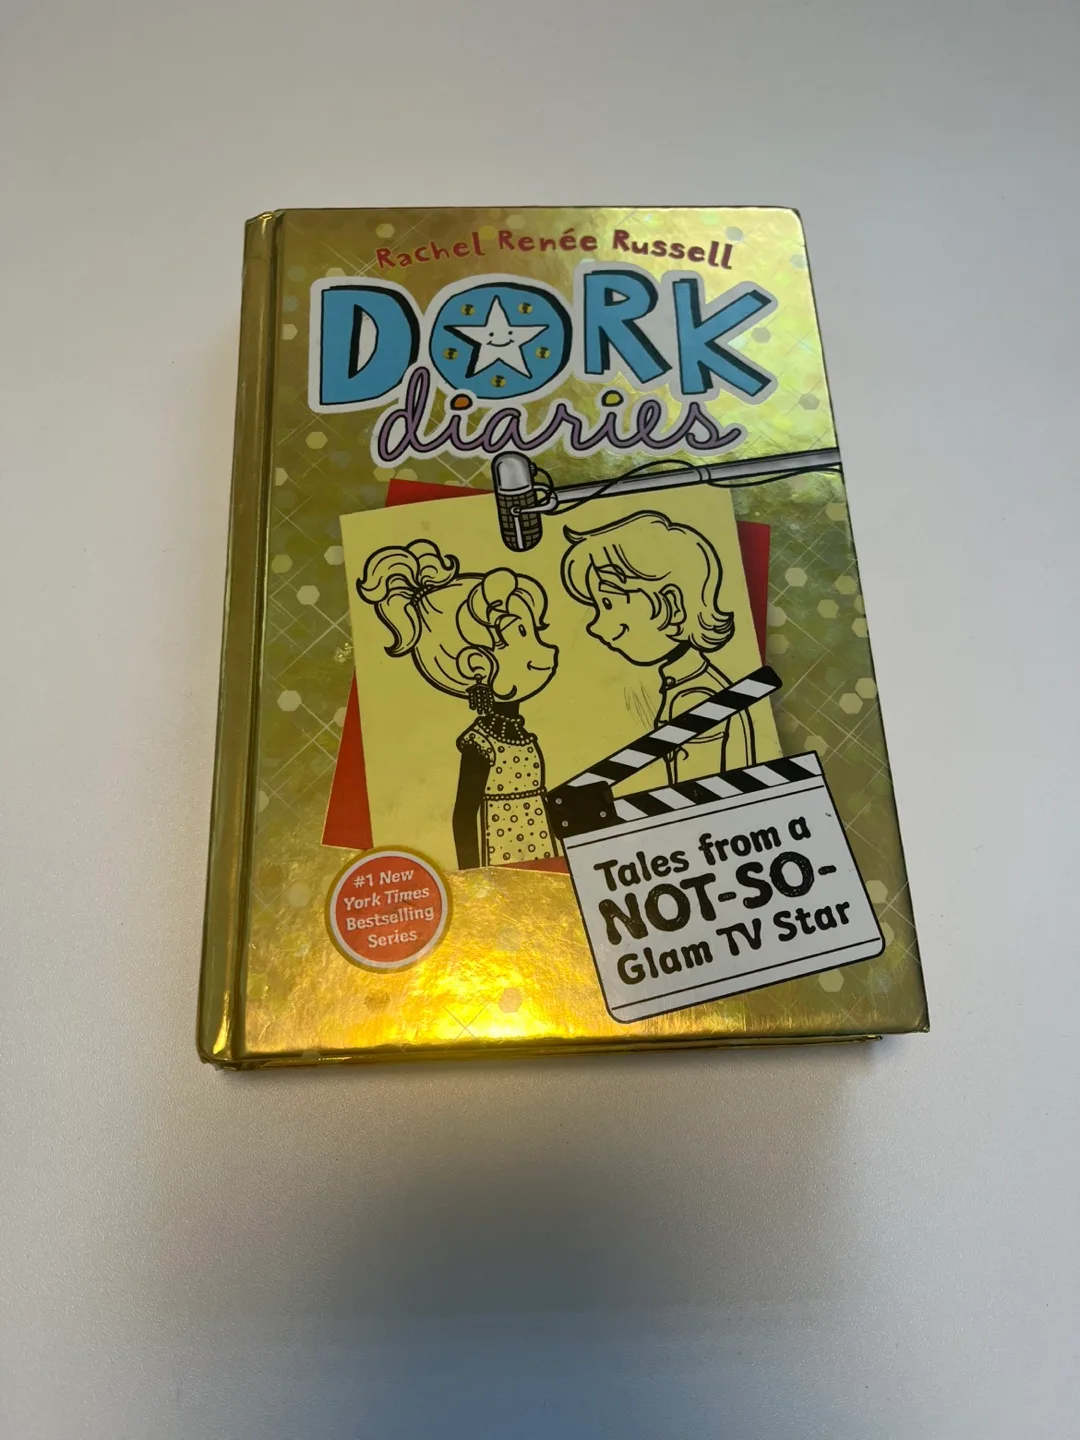 Rachel Renée Russell
DORK
diaries
Tales from a
NOT-SO-
Glam TV Star
#1 New
York Times
Bestselling
Series